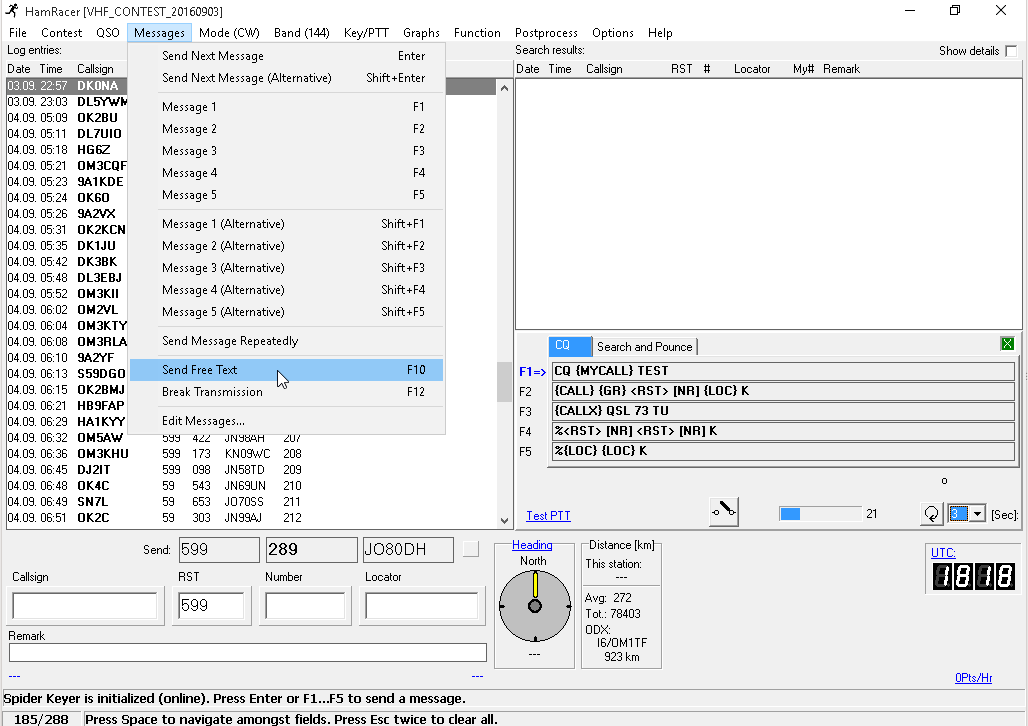 HamRacer [VHF_CONTEST_20160903]
File Contest QSO Messages Mode (CW) Band (144) Key/PTT Graphs Function Postprocess Options Help
Log entries:
Date Time Callsign
03.09. 22:57 DK0NA
03.09. 23:03 DL5YWM
04.09. 05:09 OK2BU
04.09. 05:11 DL7UIO
04.09. 05:18 HG6Z
04.09. 05:21 OM3CQF
04.09. 05:23 9A1KDE
04.09. 05:24 OK6O
04.09. 05:26 9A2VX
04.09. 05:31 OK2KCN
04.09. 05:35 DK1JU
04.09. 05:42 DK3BK
04.09. 05:48 DL3EBJ
04.09. 05:52 OM3KII
04.09. 06:02 OM2VL
04.09. 06:04 OM3KTY
04.09. 06:08 OM3RLA
04.09. 06:10 9A2YF
04.09. 06:13 S59DGO
04.09. 06:15 OK2BMJ
04.09. 06:21 HB9FAP
04.09. 06:29 HA1KYY
04.09. 06:32 OM5AW 599 422 JN98AH 207
04.09. 06:36 OM3KHU 599 173 KN09WC 208
04.09. 06:45 DJ2IT 599 098 JN58TD 209
04.09. 06:48 OK4C 59 543 JN69UN 210
04.09. 06:49 SN7L 59 653 JO70SS 211
04.09. 06:51 OK2C 59 303 JN99AJ 212
Send Next Message Enter
Send Next Message (Alternative) Shift+Enter
Message 1 F1
Message 2 F2
Message 3 F3
Message 4 F4
Message 5 F5
Message 1 (Alternative) Shift+F1
Message 2 (Alternative) Shift+F2
Message 3 (Alternative) Shift+F3
Message 4 (Alternative) Shift+F4
Message 5 (Alternative) Shift+F5
Send Message Repeatedly
Send Free Text F10
Break Transmission F12
Edit Messages...
Search results:
Show details
Date Time Callsign RST # Locator My# Remark
CQ Search and Pounce X
F1=> CQ {MYCALL} TEST
F2 {CALL} {GR} <RST> [NR] {LOC} K
F3 {CALLX} QSL 73 TU
F4 %<RST> [NR] <RST> [NR] K
F5 %{LOC} {LOC} K
o
Test PTT 21 3 [Sec]:
Send: 599 289 JO80DH
Callsign RST Number Locator
599
Remark
--- ---
Heading
North
---
Distance [km]
This station:
---
Avg: 272
Tot.: 78403
ODX:
I6/OM1TF
923 km
UTC:
1818
0Pts/Hr
Spider Keyer is initialized (online). Press Enter or F1...F5 to send a message.
185/288 Press Space to navigate amongst fields. Press Esc twice to clear all.